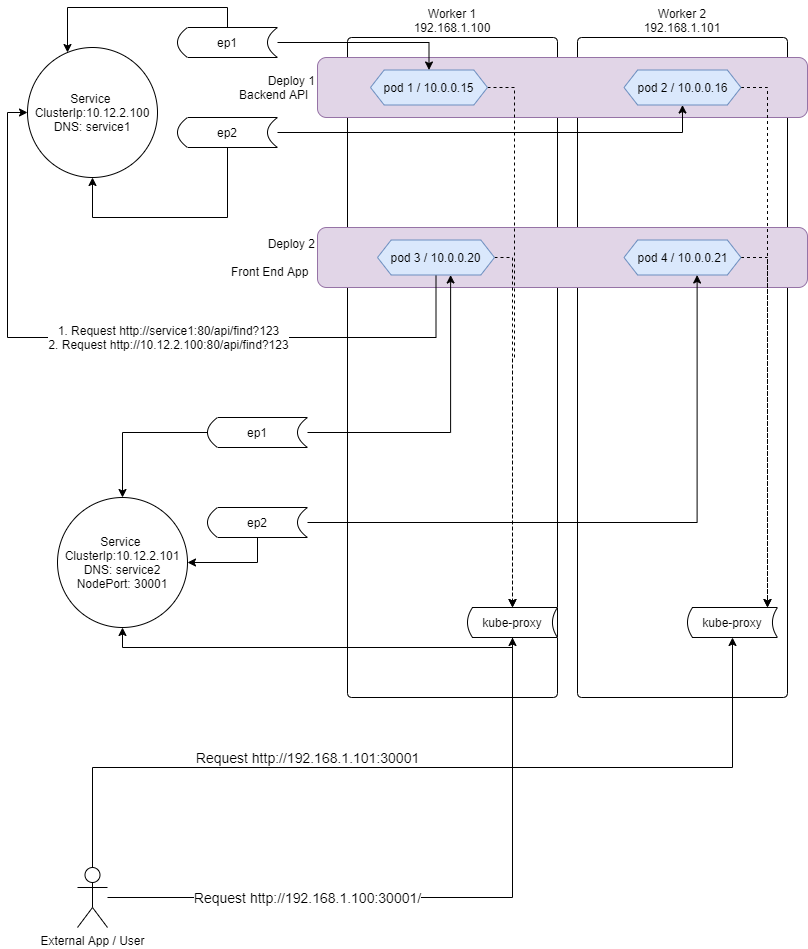 Worker 1
192.168.1.100
Worker 2
192.168.1.101
ep1
Deploy 1
Backend API
pod 1 / 10.0.0.15
pod 2 / 10.0.0.16
Service
ClusterIp:10.12.2.100
DNS: service1
ep2
Deploy 2
Front End App
pod 3 / 10.0.0.20
pod 4 / 10.0.0.21
1. Request http://service1:80/api/find?123
2. Request http://10.12.2.100:80/api/find?123
ep1
ep2
Service
ClusterIp:10.12.2.101
DNS: service2
NodePort: 30001
kube-proxy
kube-proxy
Request http://192.168.1.101:30001
Request http://192.168.1.100:30001/
External App / User